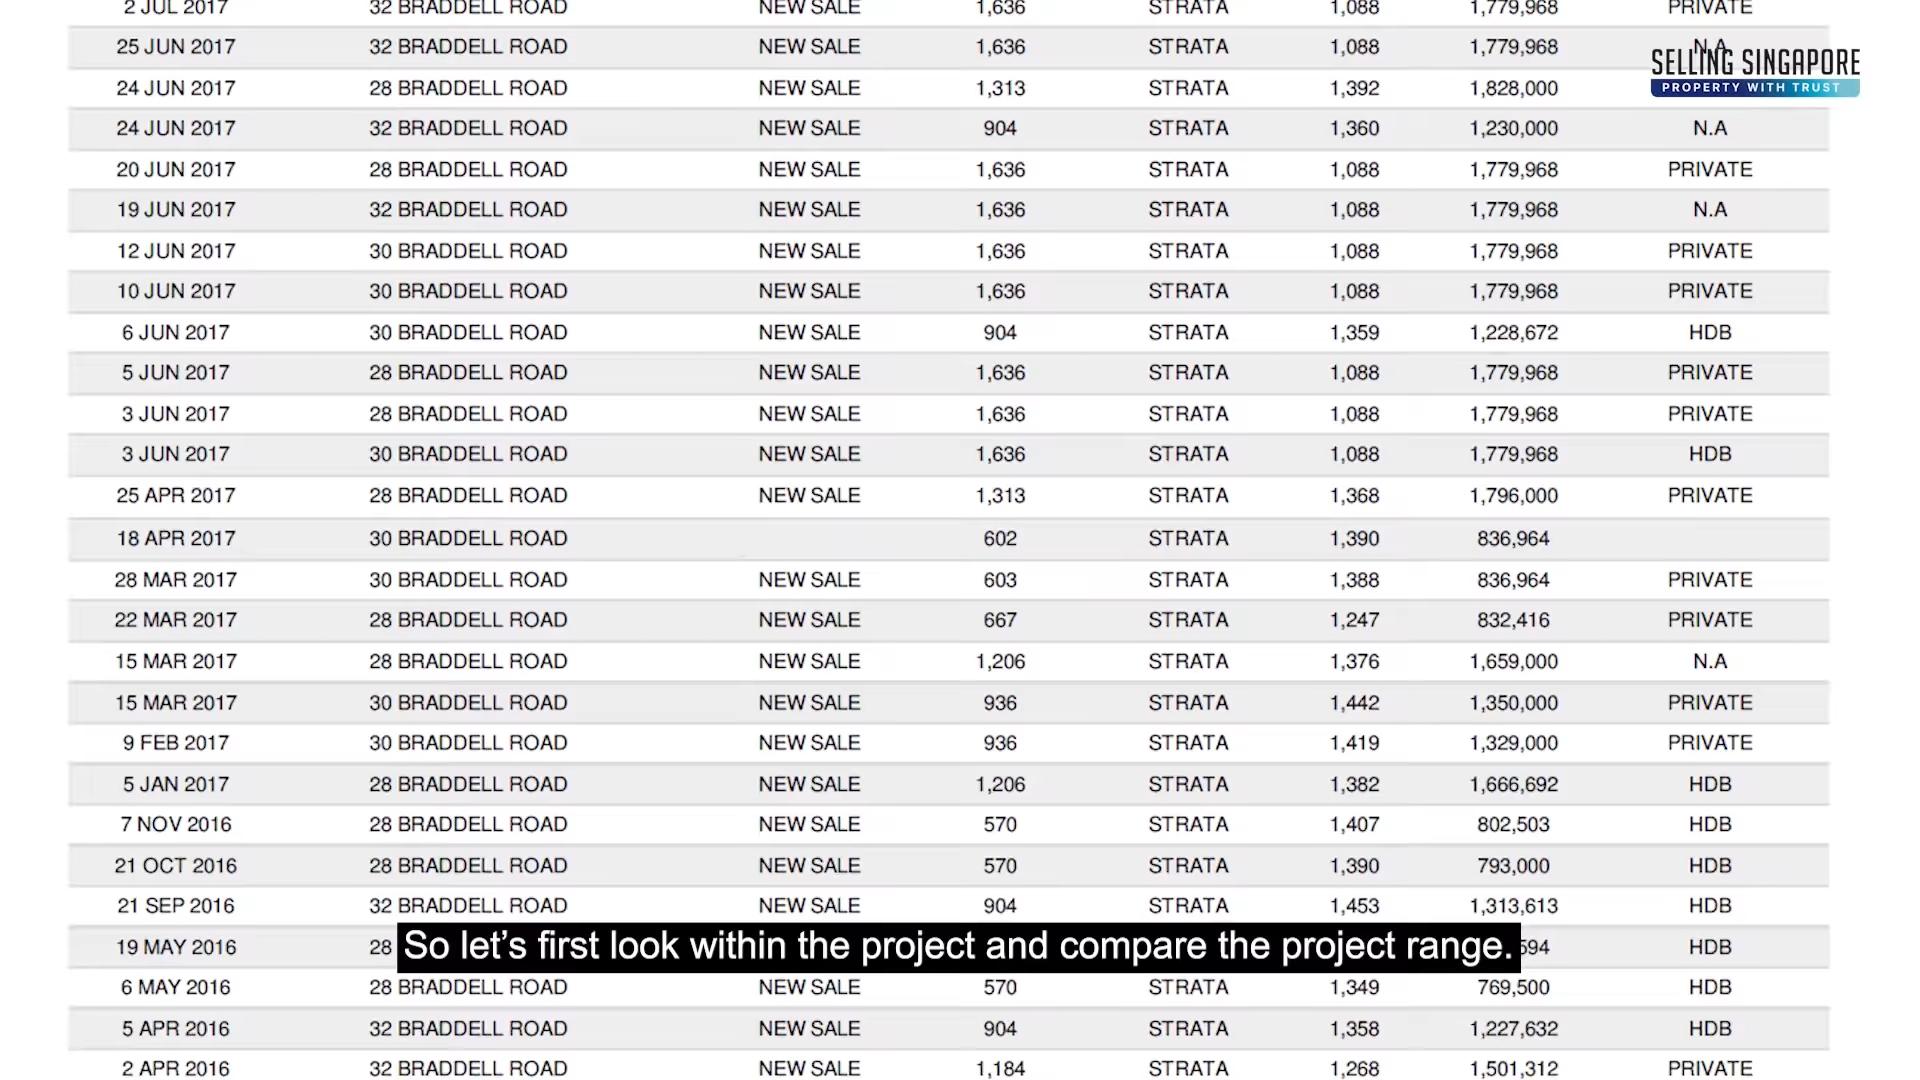 2 JUL 2017 32 BRADDELL ROAD NEW SALE 1,636 STRATA 1,088 1,779,968 PRIVATE
25 JUN 2017 32 BRADDELL ROAD NEW SALE 1,636 STRATA 1,088 1,779,968 N.A
SELLING SINGAPORE
PROPERTY WITH TRUST
24 JUN 2017 28 BRADDELL ROAD NEW SALE 1,313 STRATA 1,392 1,828,000
24 JUN 2017 32 BRADDELL ROAD NEW SALE 904 STRATA 1,360 1,230,000 N.A
20 JUN 2017 28 BRADDELL ROAD NEW SALE 1,636 STRATA 1,088 1,779,968 PRIVATE
19 JUN 2017 32 BRADDELL ROAD NEW SALE 1,636 STRATA 1,088 1,779,968 N.A
12 JUN 2017 30 BRADDELL ROAD NEW SALE 1,636 STRATA 1,088 1,779,968 PRIVATE
10 JUN 2017 30 BRADDELL ROAD NEW SALE 1,636 STRATA 1,088 1,779,968 PRIVATE
6 JUN 2017 30 BRADDELL ROAD NEW SALE 904 STRATA 1,359 1,228,672 HDB
5 JUN 2017 28 BRADDELL ROAD NEW SALE 1,636 STRATA 1,088 1,779,968 PRIVATE
3 JUN 2017 28 BRADDELL ROAD NEW SALE 1,636 STRATA 1,088 1,779,968 PRIVATE
3 JUN 2017 30 BRADDELL ROAD NEW SALE 1,636 STRATA 1,088 1,779,968 HDB
25 APR 2017 28 BRADDELL ROAD NEW SALE 1,313 STRATA 1,368 1,796,000 PRIVATE
18 APR 2017 30 BRADDELL ROAD 602 STRATA 1,390 836,964
28 MAR 2017 30 BRADDELL ROAD NEW SALE 603 STRATA 1,388 836,964 PRIVATE
22 MAR 2017 28 BRADDELL ROAD NEW SALE 667 STRATA 1,247 832,416 PRIVATE
15 MAR 2017 28 BRADDELL ROAD NEW SALE 1,206 STRATA 1,376 1,659,000 N.A
15 MAR 2017 30 BRADDELL ROAD NEW SALE 936 STRATA 1,442 1,350,000 PRIVATE
9 FEB 2017 30 BRADDELL ROAD NEW SALE 936 STRATA 1,419 1,329,000 PRIVATE
5 JAN 2017 28 BRADDELL ROAD NEW SALE 1,206 STRATA 1,382 1,666,692 HDB
7 NOV 2016 28 BRADDELL ROAD NEW SALE 570 STRATA 1,407 802,503 HDB
21 OCT 2016 28 BRADDELL ROAD NEW SALE 570 STRATA 1,390 793,000 HDB
21 SEP 2016 32 BRADDELL ROAD NEW SALE 904 STRATA 1,453 1,313,613 HDB
19 MAY 2016 28 594 HDB
So let's first look within the project and compare the project range.
6 MAY 2016 28 BRADDELL ROAD NEW SALE 570 STRATA 1,349 769,500 HDB
5 APR 2016 32 BRADDELL ROAD NEW SALE 904 STRATA 1,358 1,227,632 HDB
2 APR 2016 32 BRADDELL ROAD NEW SALE 1,184 STRATA 1,268 1,501,312 PRIVATE